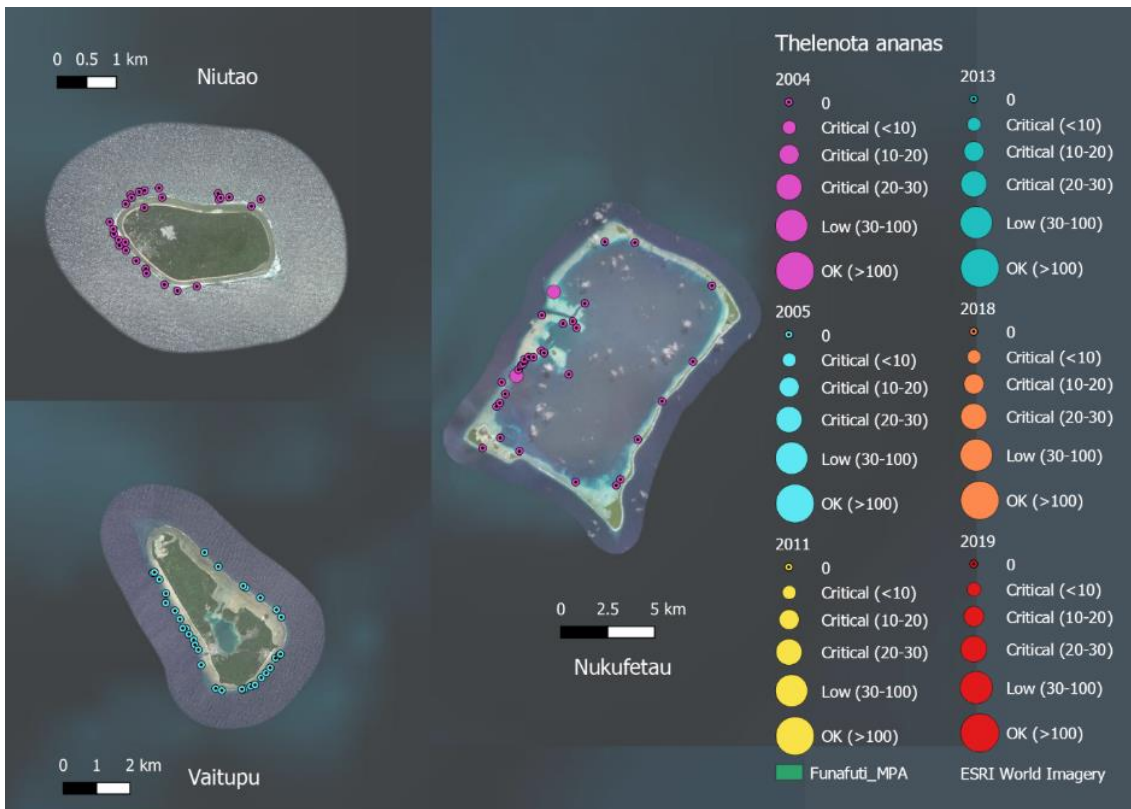 0 0.5 1 km
Niutao
0 1 2 km
Vaitupu
0 2.5 5 km
Nukufetau
Thelenota ananas
2004
0
Critical (<10)
Critical (10-20)
Critical (20-30)
Low (30-100)
OK (>100)
2005
0
Critical (<10)
Critical (10-20)
Critical (20-30)
Low (30-100)
OK (>100)
2011
0
Critical (<10)
Critical (10-20)
Critical (20-30)
Low (30-100)
OK (>100)
Funafuti_MPA
2013
0
Critical (<10)
Critical (10-20)
Critical (20-30)
Low (30-100)
OK (>100)
2018
0
Critical (<10)
Critical (10-20)
Critical (20-30)
Low (30-100)
OK (>100)
2019
0
Critical (<10)
Critical (10-20)
Critical (20-30)
Low (30-100)
OK (>100)
ESRI World Imagery